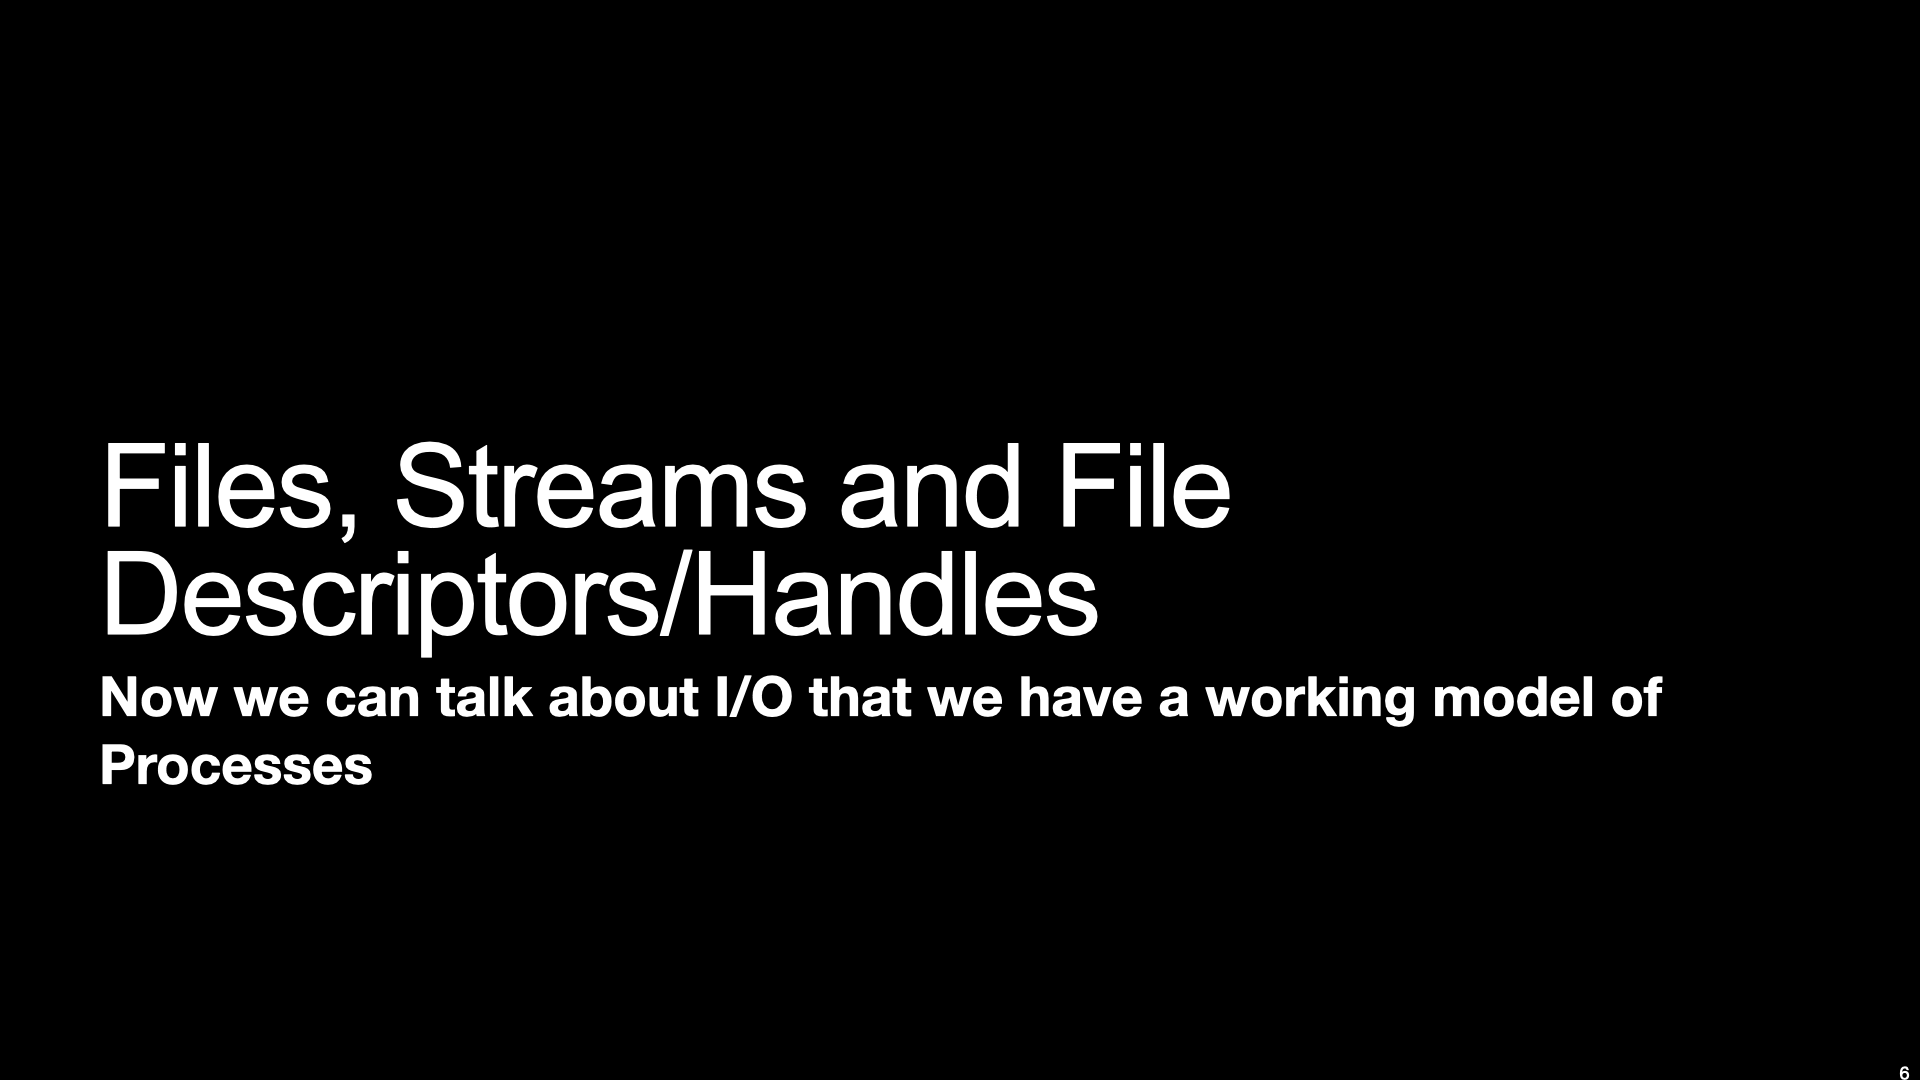 Files, Streams and File
Descriptors/Handles
Now we can talk about I/O that we have a working model of
Processes
6